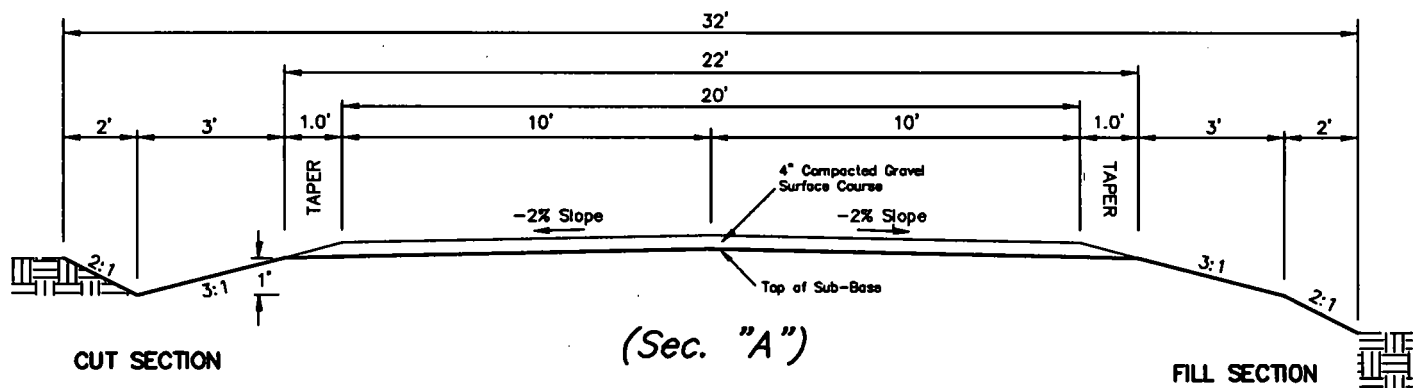 32'
22'
20'
2' 3' 1.0' 10' 10' 1.0' 3' 2'
TAPER
TAPER
4" Compacted Gravel
Surface Course
-2% Slope
-2% Slope
2:1
3:1
1"
Top of Sub-Base
3:1
2:1
(Sec. "A")
CUT SECTION
FILL SECTION